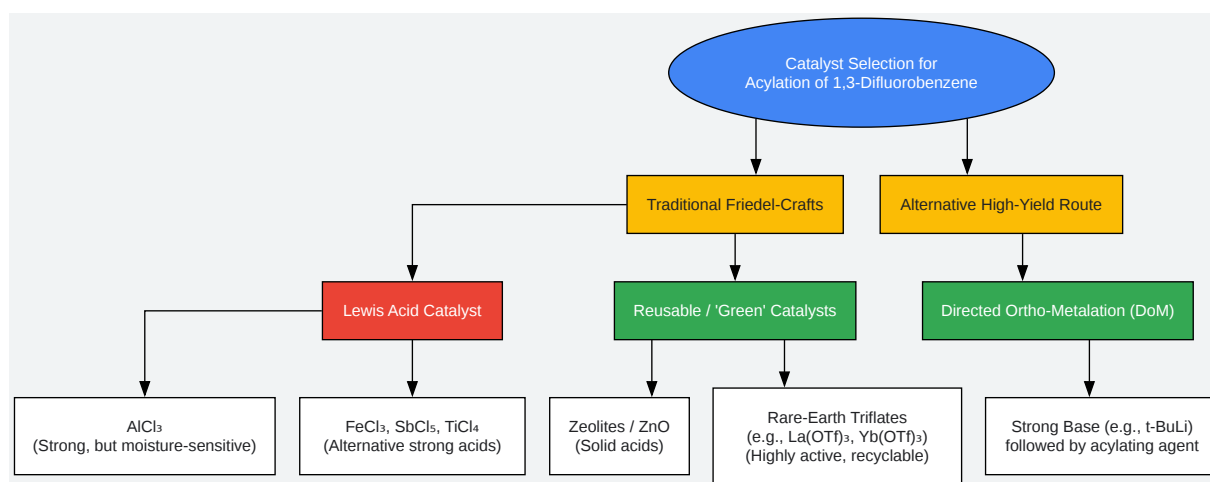 Catalyst Selection for
Acylation of 1,3-Difluorobenzene
Traditional Friedel-Crafts
Alternative High-Yield Route
Lewis Acid Catalyst
Reusable / 'Green' Catalysts
Directed Ortho-Metalation (DoM)
AlCl₃
(Strong, but moisture-sensitive)
FeCl₃, SbCl₅, TiCl₄
(Alternative strong acids)
Zeolites / ZnO
(Solid acids)
Rare-Earth Triflates
(e.g., La(OTf)₃, Yb(OTf)₃)
(Highly active, recyclable)
Strong Base (e.g., t-BuLi)
followed by acylating agent